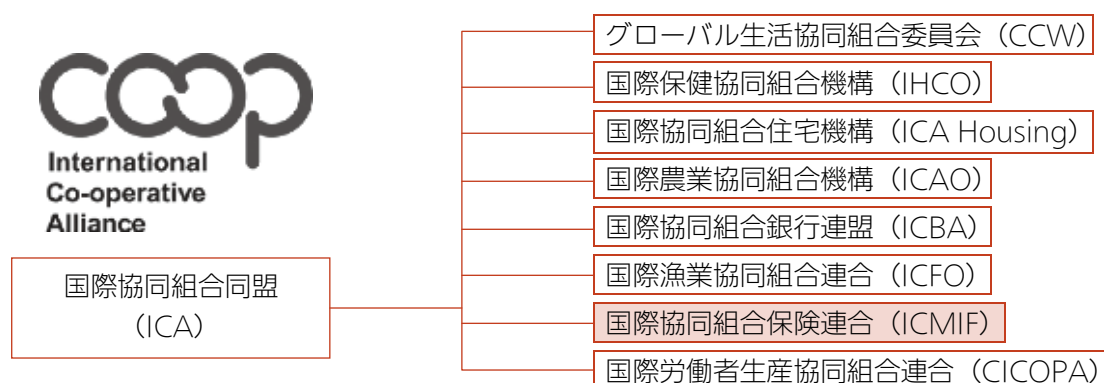 coop
International
Co-operative
Alliance
国際協同組合同盟
（ICA）
グローバル生活協同組合委員会（CCW）
国際保健協同組合機構（IHCO）
国際協同組合住宅機構（ICA Housing）
国際農業協同組合機構（ICAO）
国際協同組合銀行連盟（ICBA）
国際漁業協同組合連合（ICFO）
国際協同組合保険連合（ICMIF）
国際労働者生産協同組合連合（CICOPA）